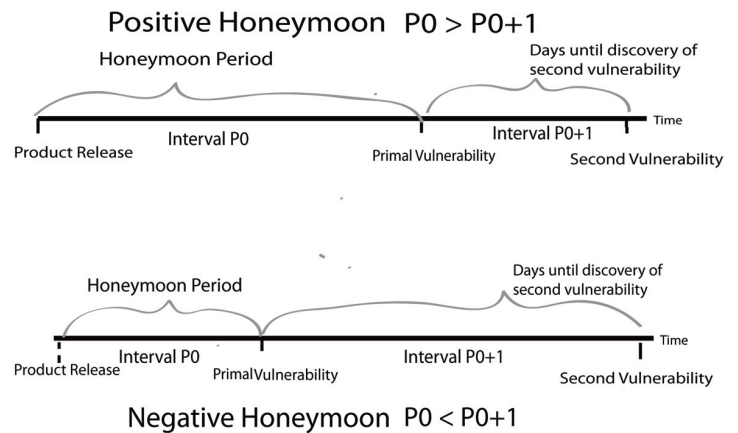 Positive Honeymoon P0 > P0+1
Honeymoon Period
Days until discovery of
second vulnerability
Time
Interval P0
Interval P0+1
Product Release
Primal Vulnerability
Second Vulnerability
Honeymoon Period
Days until discovery of
second vulnerability
Time
Interval P0
Interval P0+1
Product Release
PrimalVulnerability
Second Vulnerability
Negative Honeymoon P0 < P0+1